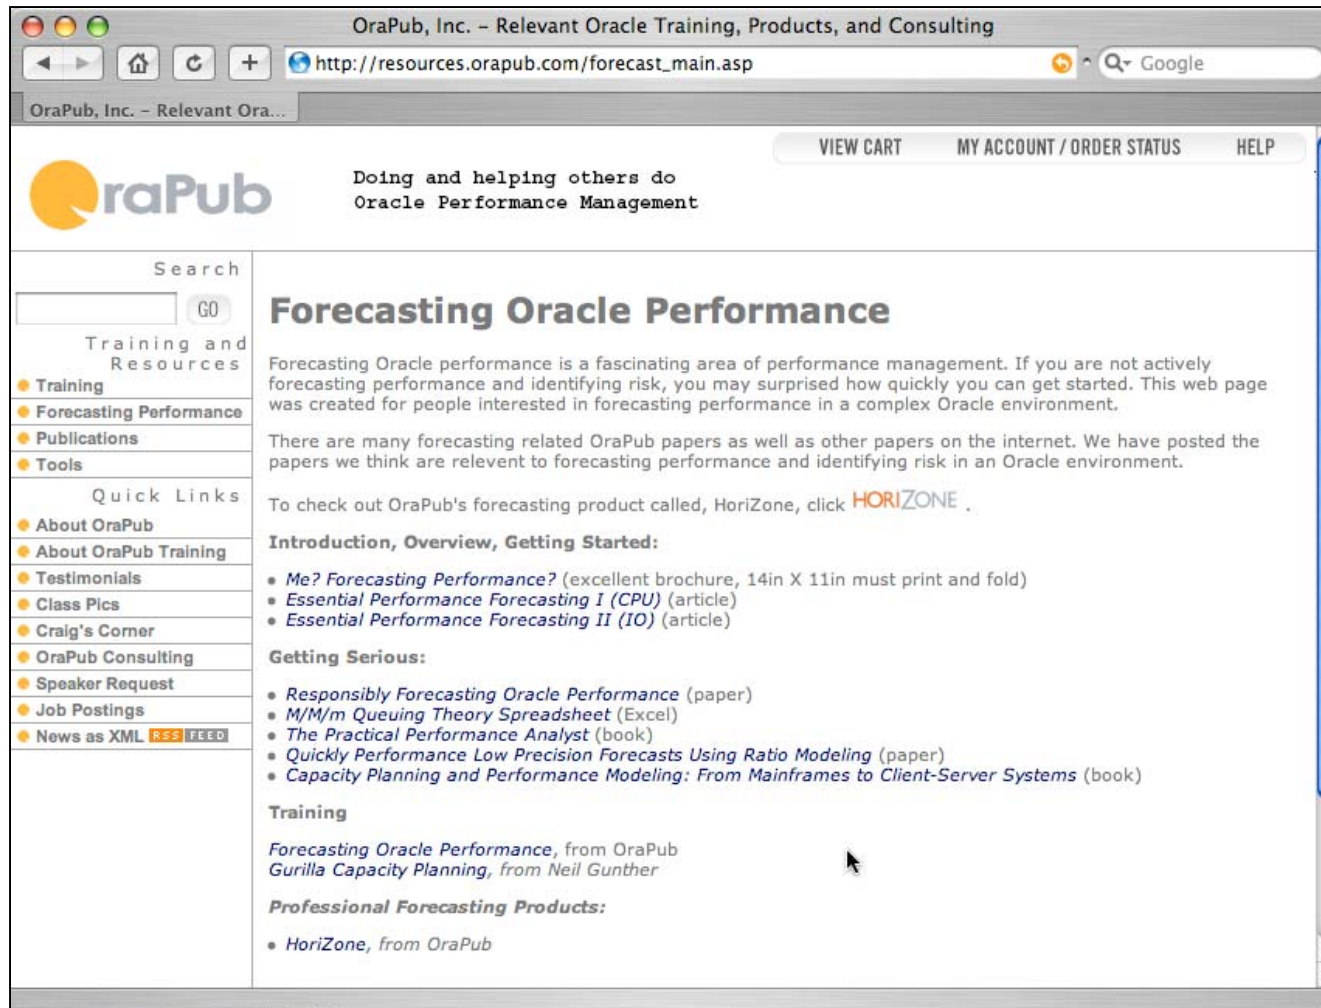 OraPub, Inc. – Relevant Oracle Training, Products, and Consulting
http://resources.orapub.com/forecast_main.asp
Google
OraPub, Inc. – Relevant Ora...
VIEW CART MY ACCOUNT / ORDER STATUS HELP
OraPub
Doing and helping others do
Oracle Performance Management
Search
GO
Training and
Resources
Training
Forecasting Performance
Publications
Tools
Quick Links
About OraPub
About OraPub Training
Testimonials
Class Pics
Craig's Corner
OraPub Consulting
Speaker Request
Job Postings
News as XML RSS FEED
Forecasting Oracle Performance
Forecasting Oracle performance is a fascinating area of performance management. If you are not actively
forecasting performance and identifying risk, you may surprised how quickly you can get started. This web page
was created for people interested in forecasting performance in a complex Oracle environment.
There are many forecasting related OraPub papers as well as other papers on the internet. We have posted the
papers we think are relevent to forecasting performance and identifying risk in an Oracle environment.
To check out OraPub's forecasting product called, HoriZone, click HORIZONE .
Introduction, Overview, Getting Started:
• Me? Forecasting Performance? (excellent brochure, 14in X 11in must print and fold)
• Essential Performance Forecasting I (CPU) (article)
• Essential Performance Forecasting II (IO) (article)
Getting Serious:
• Responsibly Forecasting Oracle Performance (paper)
• M/M/m Queuing Theory Spreadsheet (Excel)
• The Practical Performance Analyst (book)
• Quickly Performance Low Precision Forecasts Using Ratio Modeling (paper)
• Capacity Planning and Performance Modeling: From Mainframes to Client-Server Systems (book)
Training
Forecasting Oracle Performance, from OraPub
Gurilla Capacity Planning, from Neil Gunther
Professional Forecasting Products:
• HoriZone, from OraPub